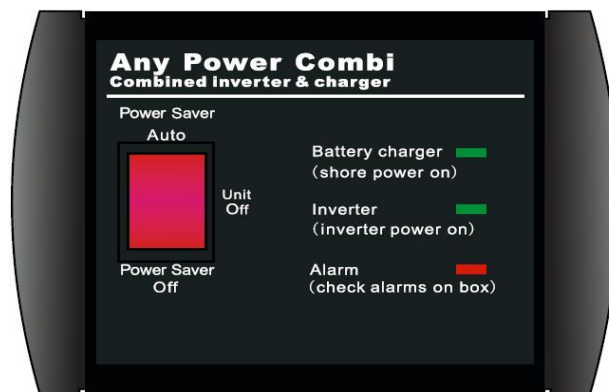 Any Power Combi
Combined inverter & charger
Power Saver
Auto
Unit
Off
Power Saver
Off
Battery charger
(shore power on)
Inverter
(inverter power on)
Alarm
(check alarms on box)